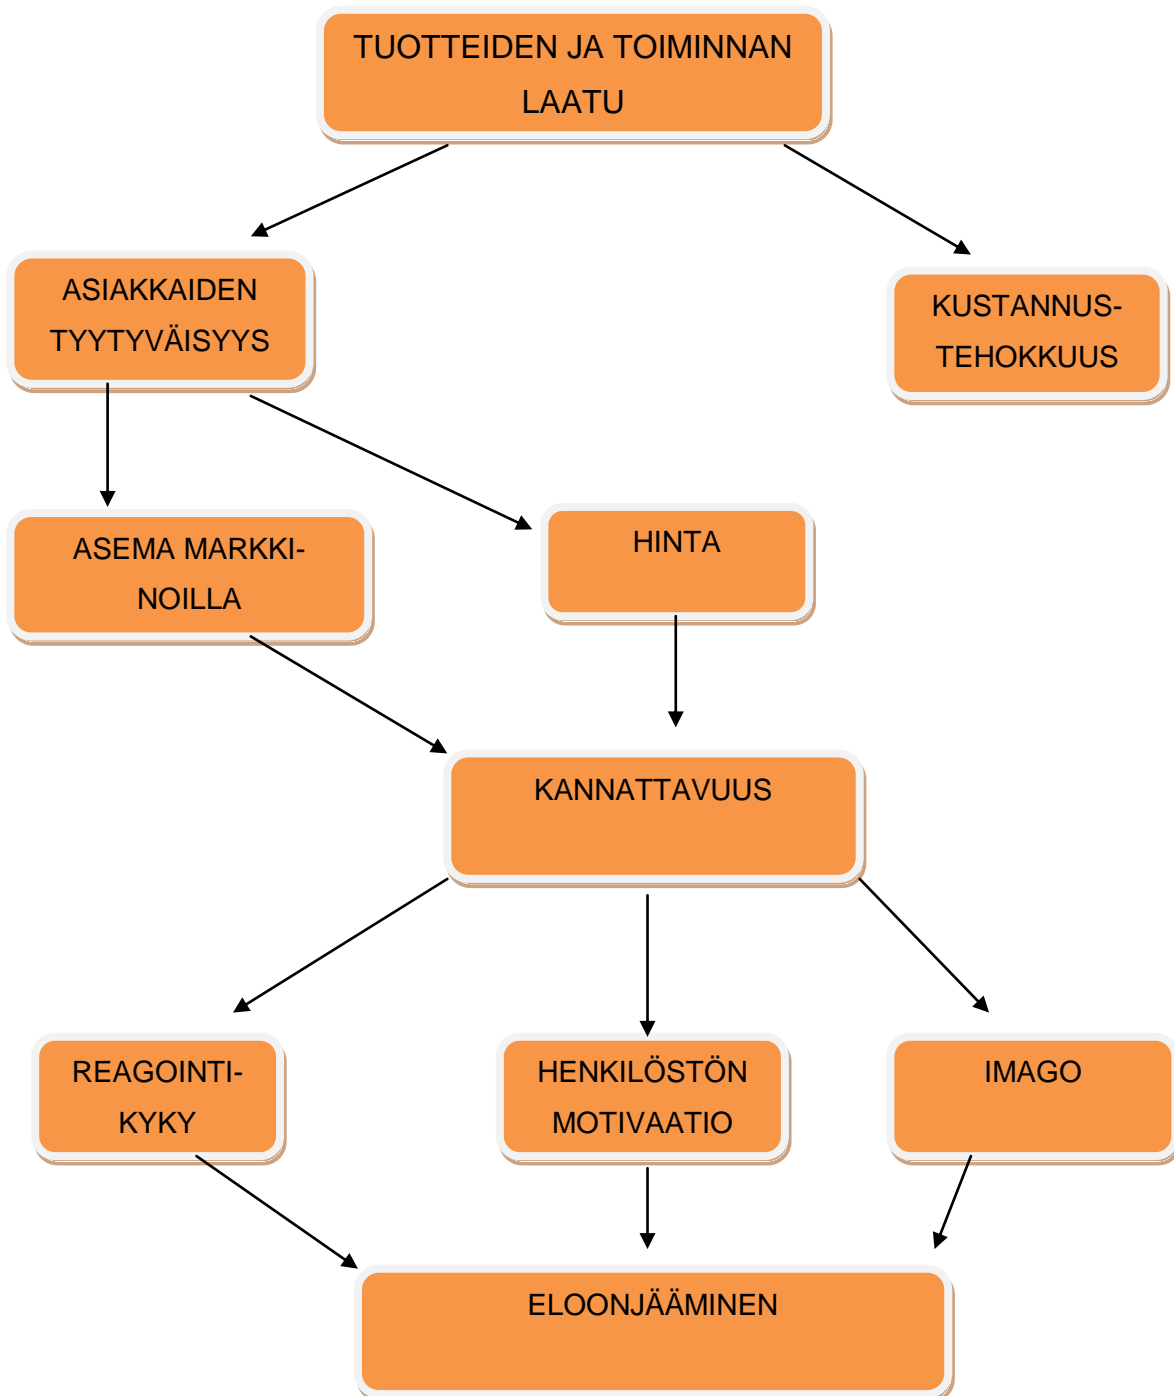 TUOTTEIDEN JA TOIMINNAN
LAATU
ASIAKKAIDEN
TYYTYVÄISYYS
KUSTANNUS-
TEHOKKUUS
ASEMA MARKKI-
NOILLA
HINTA
KANNATTAVUUS
REAGOINTI-
KYKY
HENKILÖSTÖN
MOTIVAATIO
IMAGO
ELOONJÄÄMINEN